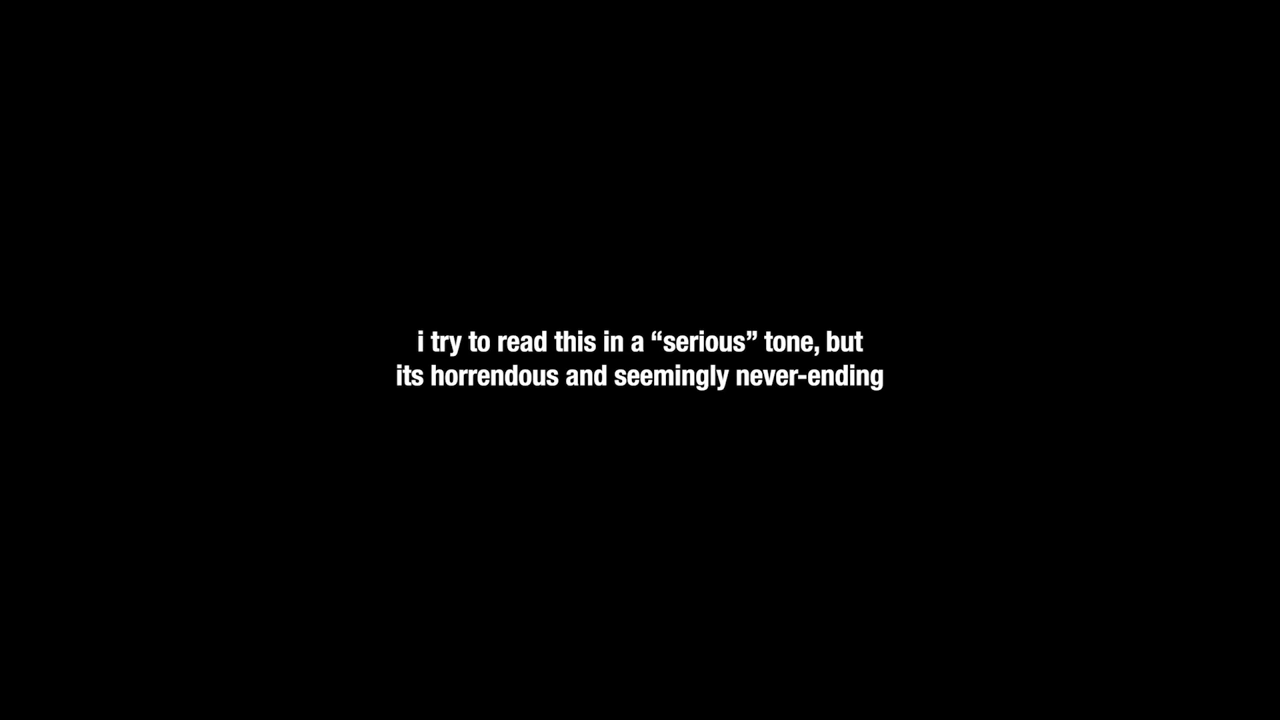 i try to read this in a “serious” tone, but
its horrendous and seemingly never-ending